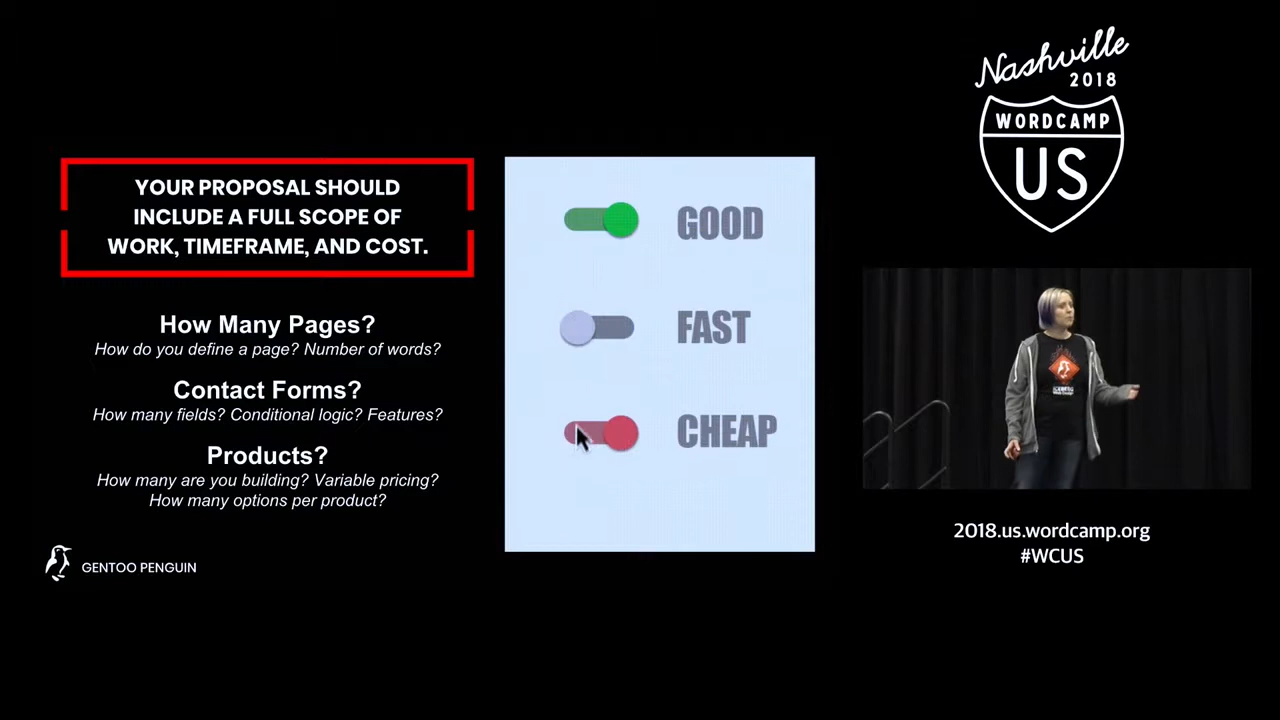 YOUR PROPOSAL SHOULD
INCLUDE A FULL SCOPE OF
WORK, TIMEFRAME, AND COST.
How Many Pages?
How do you define a page? Number of words?
Contact Forms?
How many fields? Conditional logic? Features?
Products?
How many are you building? Variable pricing?
How many options per product?
GENTOO PENGUIN
GOOD
FAST
CHEAP
Nashville
2018
WORDCAMP
US
2018.us.wordcamp.org
#WCUS